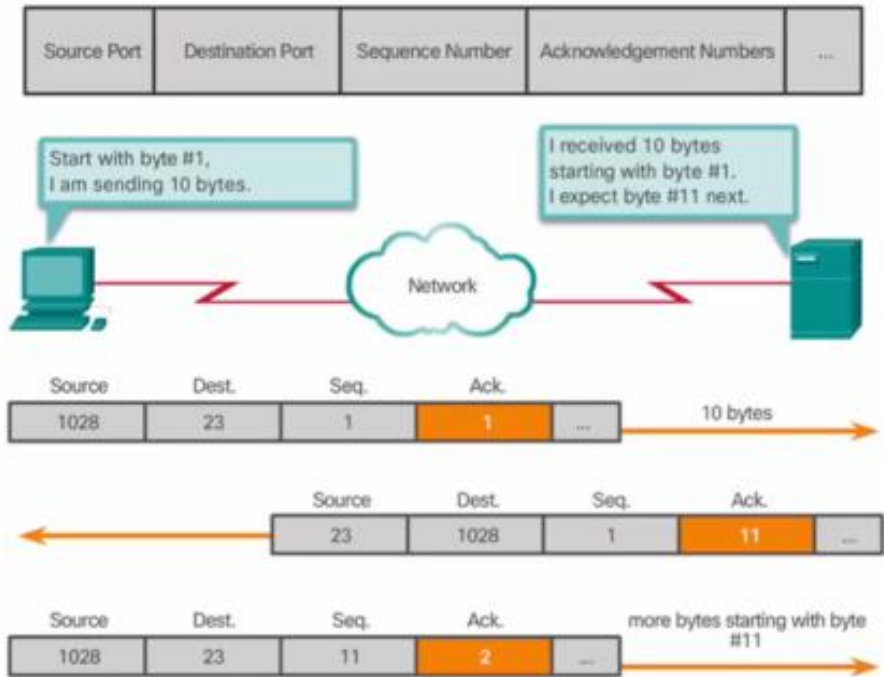 Source Port Destination Port Sequence Number Acknowledgement Numbers ...
Start with byte #1,
I am sending 10 bytes.
I received 10 bytes
starting with byte #1.
I expect byte #11 next.
Network
Source Dest. Seq. Ack.
1028 23 1 1 ...
10 bytes
Source Dest. Seq. Ack.
23 1028 1 11 ...
Source Dest. Seq. Ack.
1028 23 11 2 ...
more bytes starting with byte
#11